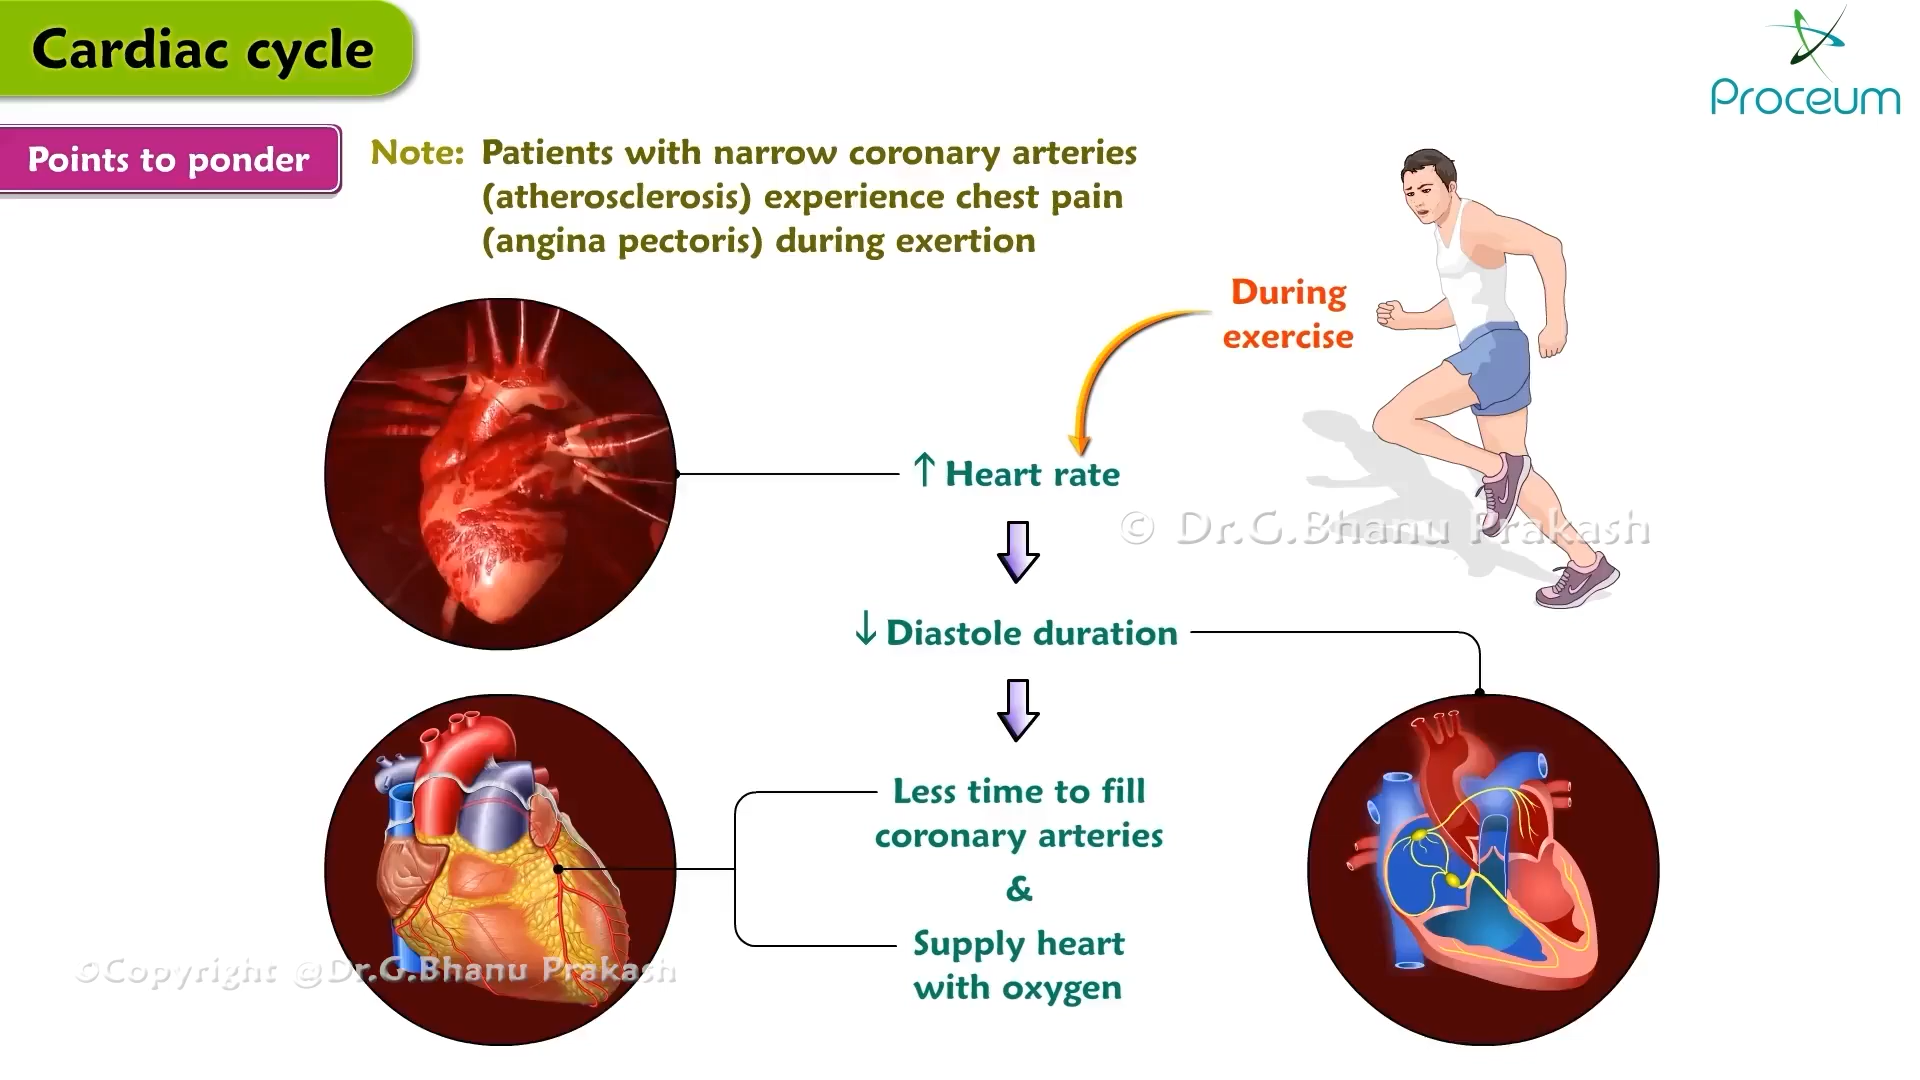 Cardiac cycle
Proceum
Points to ponder
Note: Patients with narrow coronary arteries
(atherosclerosis) experience chest pain
(angina pectoris) during exertion
During
exercise
↑ Heart rate
© Dr.G.Bhanu Prakash
↓ Diastole duration
Less time to fill
coronary arteries
&
Supply heart
with oxygen
©Copyright @Dr.G.Bhanu Prakash